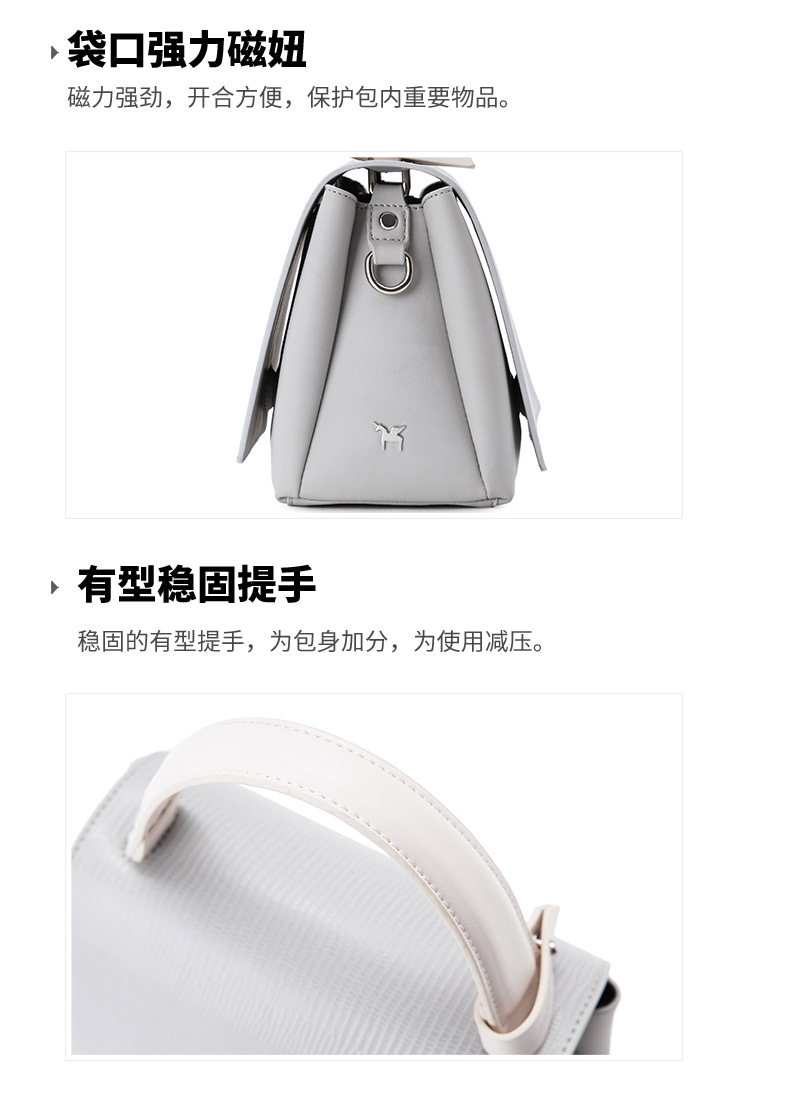 袋口强力磁妞
磁力强劲，开合方便，保护包内重要物品。
有型稳固提手
稳固的有型提手，为包身加分，为使用减压。